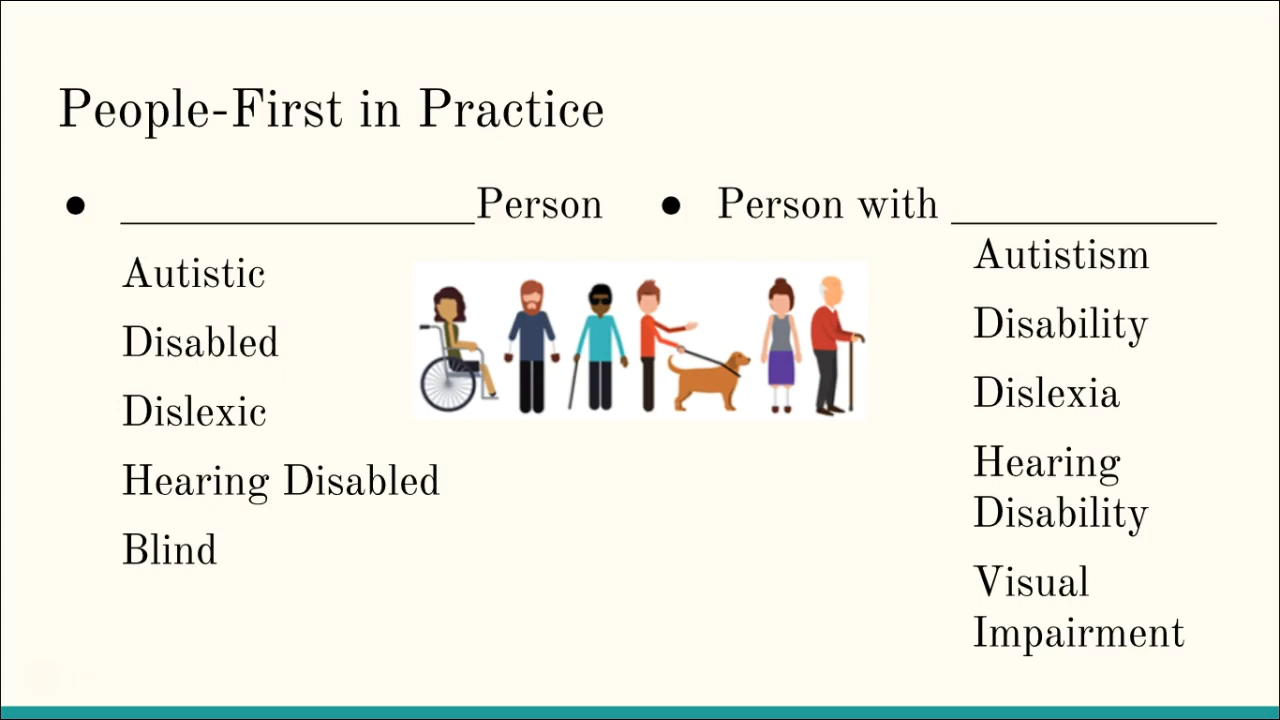 People-First in Practice
● ________________Person
Autistic
Disabled
Dislexic
Hearing Disabled
Blind
● Person with ____________
Autistism
Disability
Dislexia
Hearing
Disability
Visual
Impairment